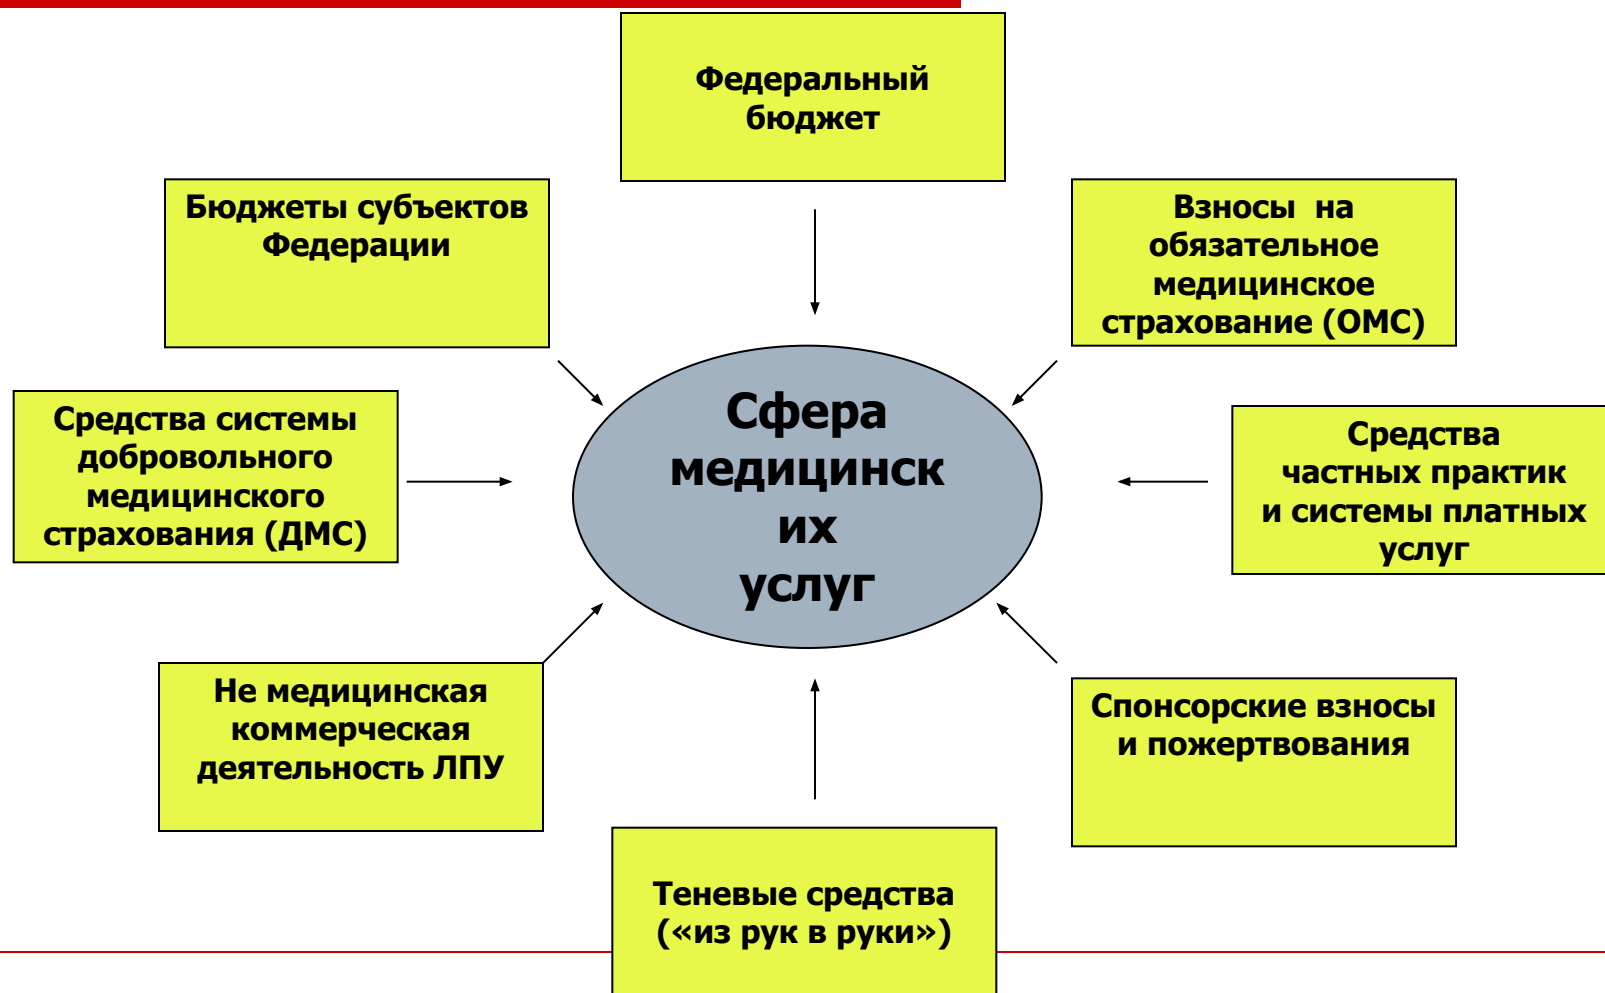 Федеральный
бюджет
Бюджеты субъектов
Федерации
Взносы на
обязательное
медицинское
страхование (ОМС)
Средства системы
добровольного
медицинского
страхования (ДМС)
Сфера
медицинск
их
услуг
Средства
частных практик
и системы платных
услуг
Не медицинская
коммерческая
деятельность ЛПУ
Спонсорские взносы
и пожертвования
Теневые средства
(«из рук в руки»)